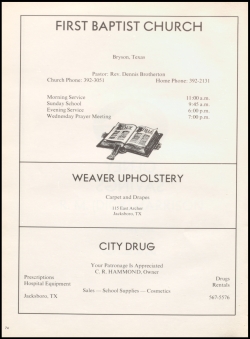 FIRST BAPTIST CHURCH
Bryson, Texas
Pastor: Rev. Dennis Brotherton
Church Phone: 392-3051 Home Phone: 392-2131
Morning Service 11:00 a.m.
Sunday School 9:45 a.m.
Evening Service 6:00 p.m.
Wednesday Prayer Meeting 7:00 p.m.
WEAVER UPHOLSTERY
Carpet and Drapes
115 East Archer
Jacksboro, TX
CITY DRUG
Your Patronage Is Appreciated
C. R. HAMMOND, Owner
Prescriptions Drugs
Hospital Equipment Rentals
Sales — School Supplies — Cosmetics
Jacksboro, TX 567-5576